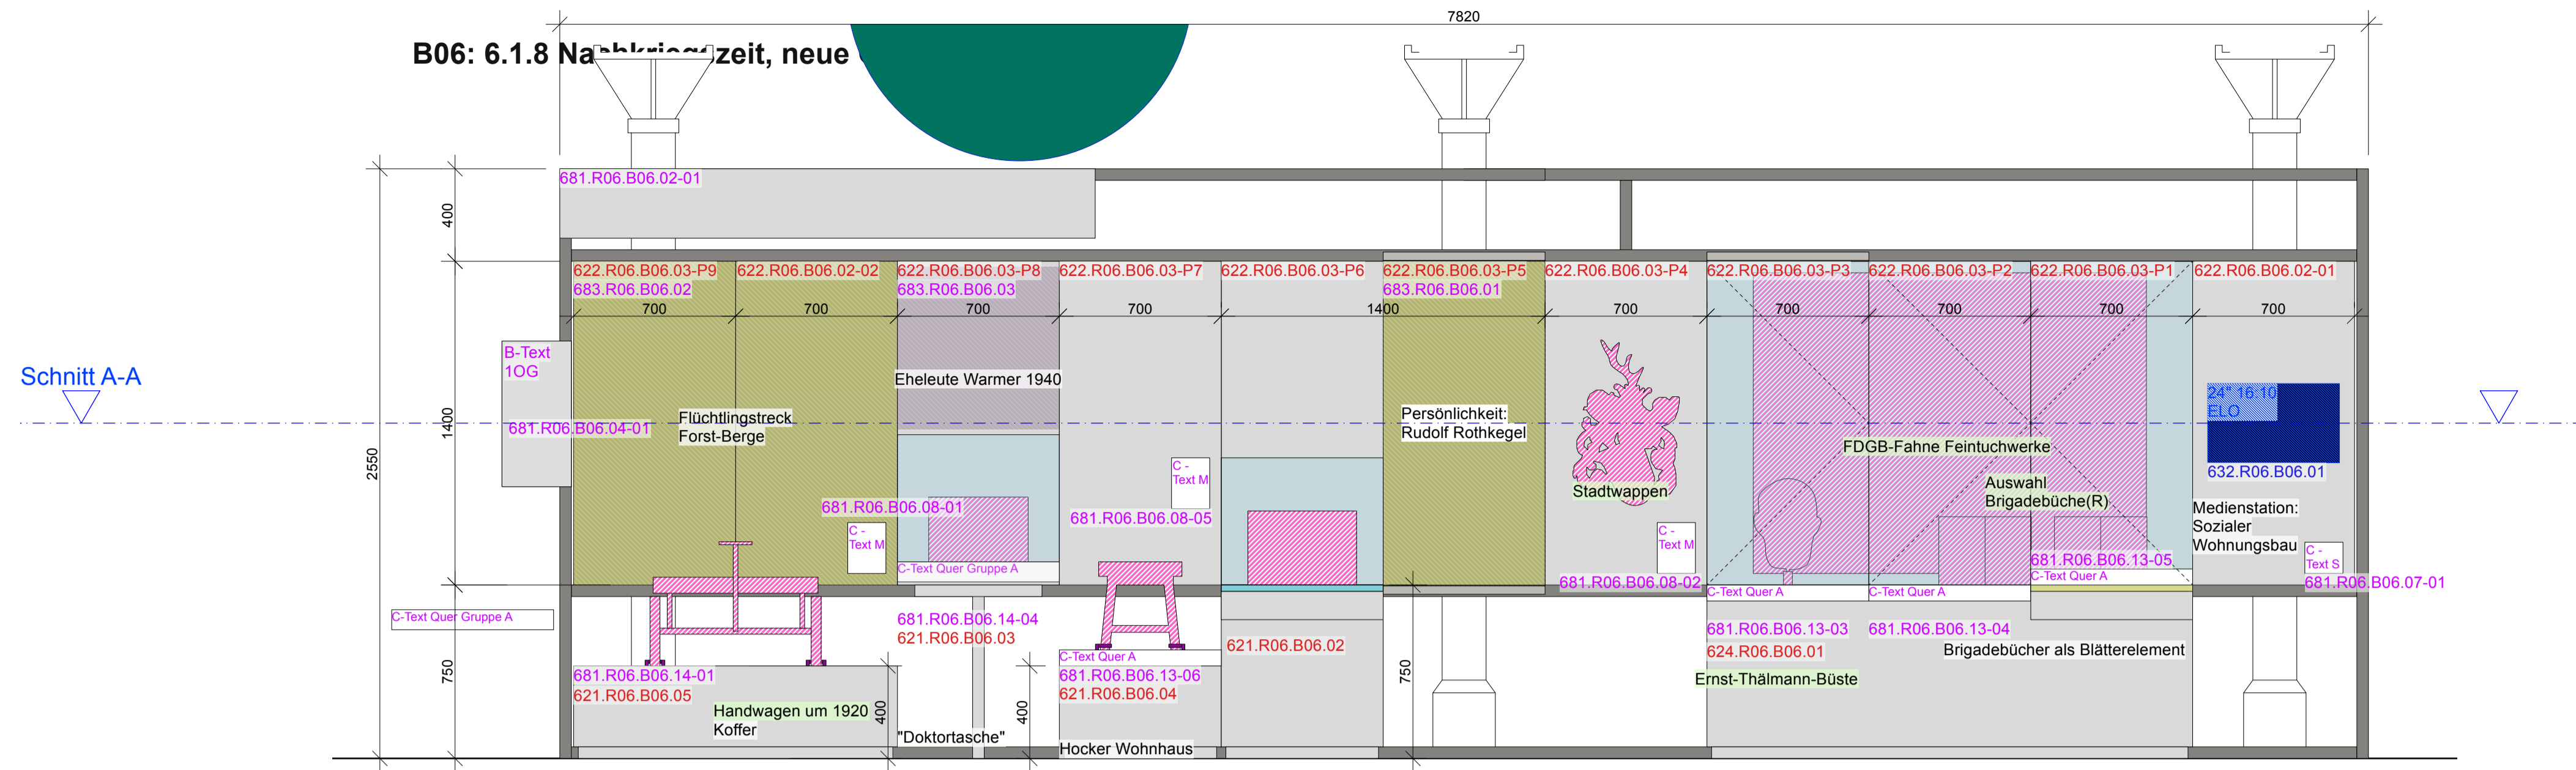 7820
B06: 6.1.8 Nachkriegszeit, neue
681.R06.B06.02-01
400
622.R06.B06.03-P9
622.R06.B06.02-02
622.R06.B06.03-P8
622.R06.B06.03-P7
622.R06.B06.03-P6
622.R06.B06.03-P5
622.R06.B06.03-P4
622.R06.B06.03-P3
622.R06.B06.03-P2
622.R06.B06.03-P1
622.R06.B06.02-01
683.R06.B06.02
683.R06.B06.03
683.R06.B06.01
700
700
700
700
1400
700
700
700
700
700
B-Text
1OG
Schnitt A-A
Eheleute Warmer 1940
24" 16:10
ELO
Flüchtlingstreck
Forst-Berge
Persönlichkeit:
Rudolf Rothkegel
681.R06.B06.04-01
1400
2550
FDGB-Fahne Feintuchwerke
632.R06.B06.01
C -
Text M
Auswahl
Brigadebüche(R)
Stadtwappen
681.R06.B06.08-01
681.R06.B06.08-05
Medienstation:
Sozialer
Wohnungsbau
C -
Text M
C -
Text M
C -
Text S
681.R06.B06.13-05
C-Text Quer Gruppe A
C-Text Quer A
681.R06.B06.08-02
681.R06.B06.07-01
C-Text Quer A
C-Text Quer A
C-Text Quer Gruppe A
681.R06.B06.14-04
621.R06.B06.03
681.R06.B06.13-03
681.R06.B06.13-04
624.R06.B06.01
621.R06.B06.02
Brigadebücher als Blätterelement
C-Text Quer A
750
750
681.R06.B06.14-01
621.R06.B06.05
681.R06.B06.13-06
621.R06.B06.04
Ernst-Thälmann-Büste
Handwagen um 1920
Koffer
400
400
"Doktortasche"
Hocker Wohnhaus